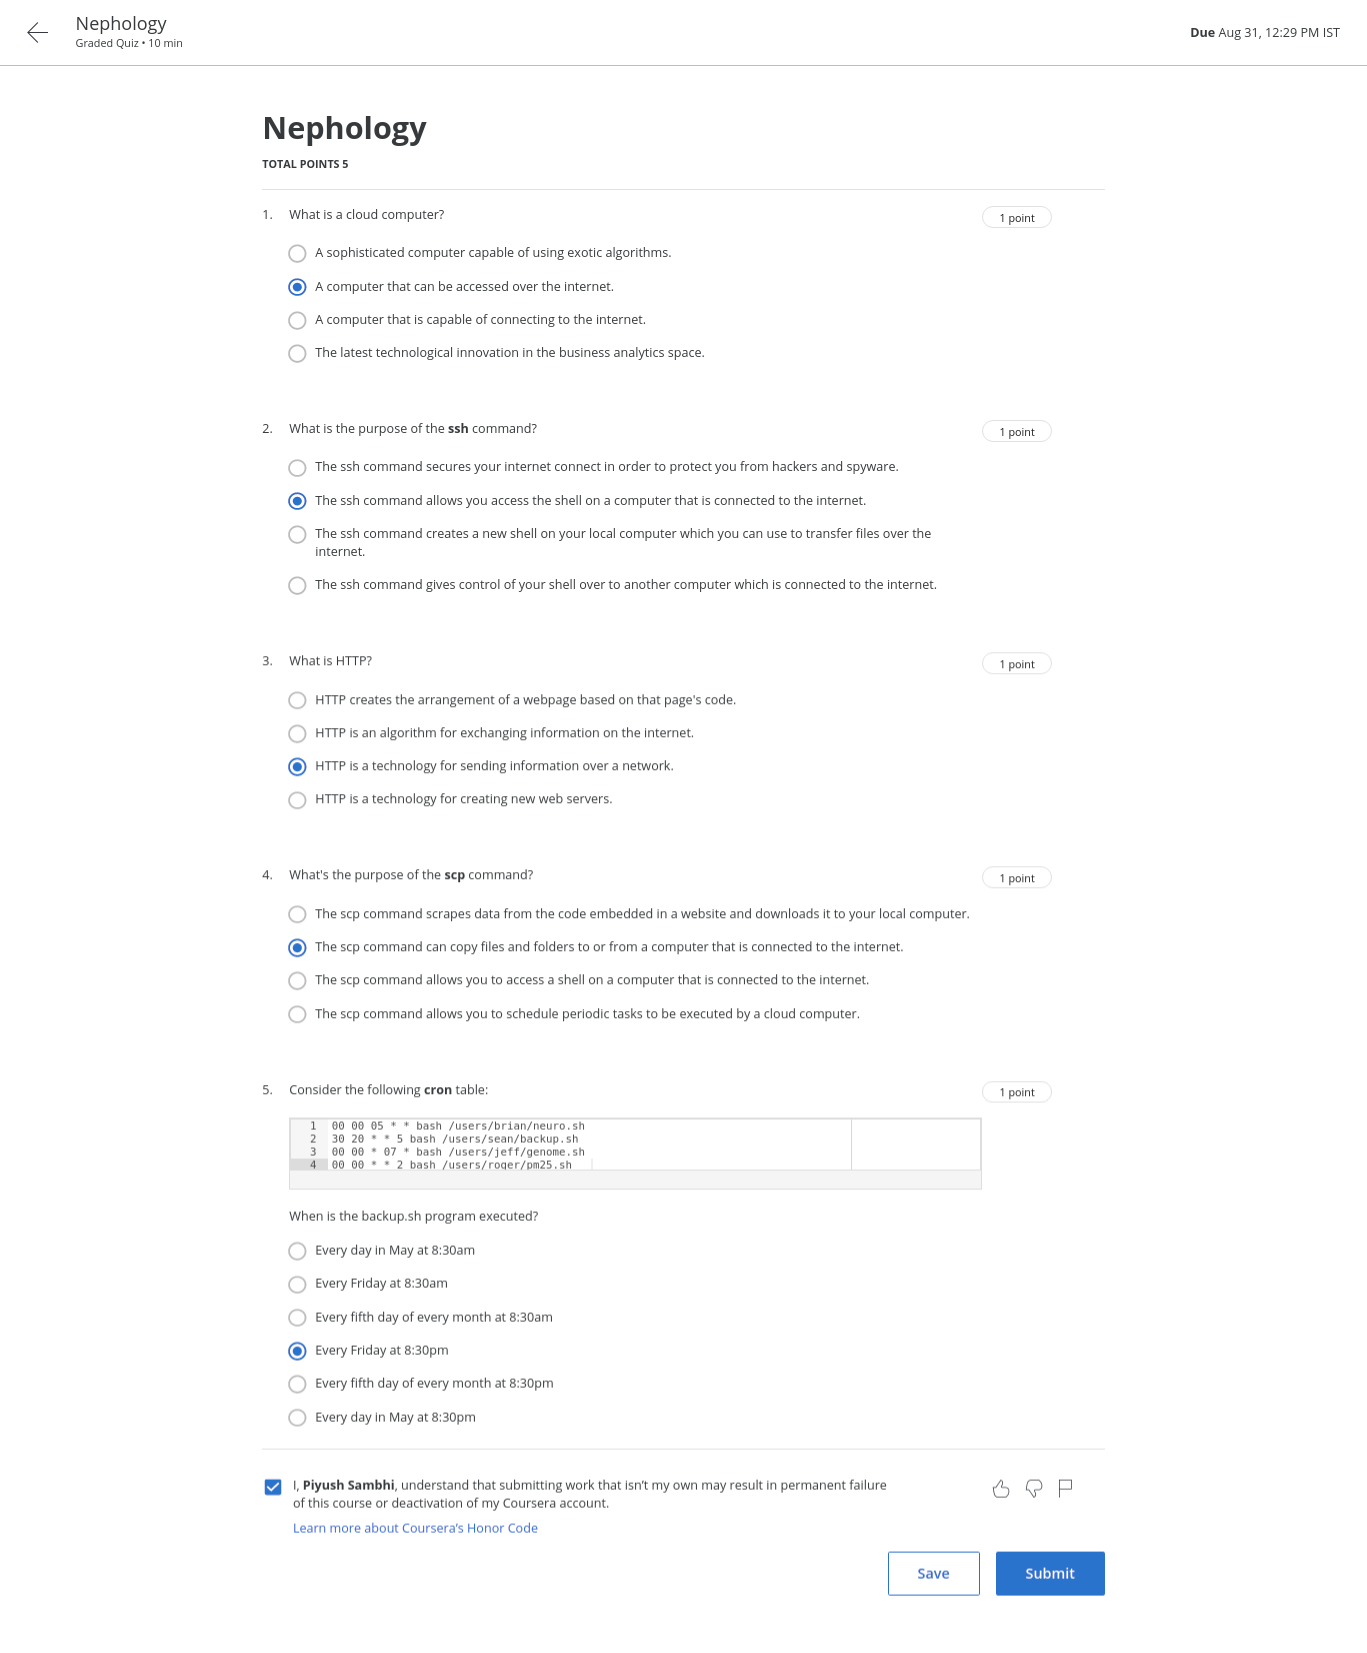 Nephology
Graded Quiz • 10 min
Due Aug 31, 12:29 PM IST
Nephology
TOTAL POINTS 5
1. What is a cloud computer?
1 point
A sophisticated computer capable of using exotic algorithms.
A computer that can be accessed over the internet.
A computer that is capable of connecting to the internet.
The latest technological innovation in the business analytics space.
2. What is the purpose of the ssh command?
1 point
The ssh command secures your internet connect in order to protect you from hackers and spyware.
The ssh command allows you access the shell on a computer that is connected to the internet.
The ssh command creates a new shell on your local computer which you can use to transfer files over the
internet.
The ssh command gives control of your shell over to another computer which is connected to the internet.
3. What is HTTP?
1 point
HTTP creates the arrangement of a webpage based on that page's code.
HTTP is an algorithm for exchanging information on the internet.
HTTP is a technology for sending information over a network.
HTTP is a technology for creating new web servers.
4. What's the purpose of the scp command?
1 point
The scp command scrapes data from the code embedded in a website and downloads it to your local computer.
The scp command can copy files and folders to or from a computer that is connected to the internet.
The scp command allows you to access a shell on a computer that is connected to the internet.
The scp command allows you to schedule periodic tasks to be executed by a cloud computer.
5. Consider the following cron table:
1 point
1 00 00 05 * * bash /users/brian/neuro.sh
2 30 20 * * 5 bash /users/sean/backup.sh
3 00 00 * 07 * bash /users/jeff/genome.sh
4 00 00 * * 2 bash /users/roger/pm25.sh
When is the backup.sh program executed?
Every day in May at 8:30am
Every Friday at 8:30am
Every fifth day of every month at 8:30am
Every Friday at 8:30pm
Every fifth day of every month at 8:30pm
Every day in May at 8:30pm
I, Piyush Sambhi, understand that submitting work that isn't my own may result in permanent failure
of this course or deactivation of my Coursera account.
Learn more about Coursera's Honor Code
Save
Submit